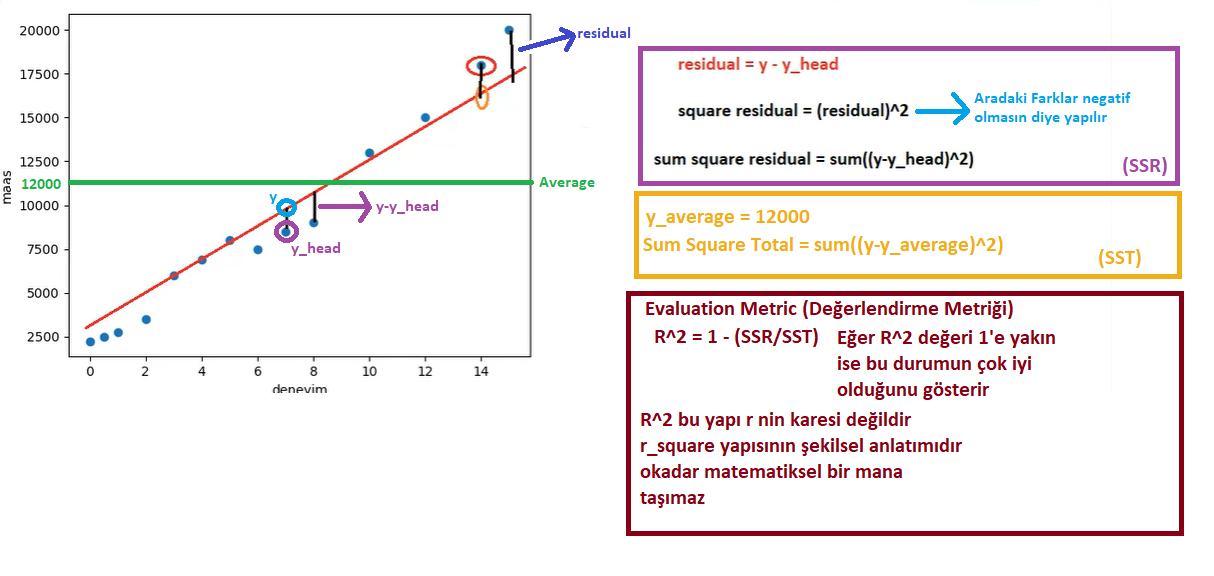 20000
17500
15000
12500
12000
10000
7500
5000
2500
maas
0
2
4
6
8
10
12
14
deneyim
residual
Average
y
y-y_head
y_head
residual = y - y_head
square residual = (residual)^2
Aradaki Farklar negatif
olmasın diye yapılır
sum square residual = sum((y-y_head)^2)
(SSR)
y_average = 12000
Sum Square Total = sum((y-y_average)^2)
(SST)
Evaluation Metric (Değerlendirme Metriği)
R^2 = 1 - (SSR/SST)
Eğer R^2 değeri 1'e yakın
ise bu durumun çok iyi
olduğunu gösterir
R^2 bu yapı r nin karesi değildir
r_square yapısının şekilsel anlatımıdır
okadar matematiksel bir mana
taşımaz